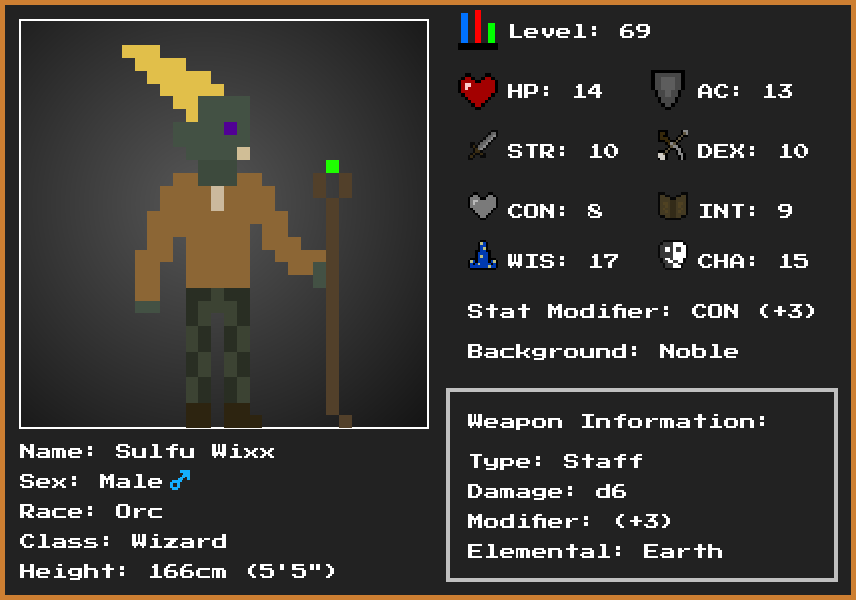 Level: 69
HP: 14
AC: 13
STR: 10
DEX: 10
CON: 8
INT: 9
WIS: 17
CHA: 15
Stat Modifier: CON (+3)
Background: Noble
Weapon Information:
Type: Staff
Damage: d6
Modifier: (+3)
Elemental: Earth
Name: Sulfu Wixx
Sex: Male ♂
Race: Orc
Class: Wizard
Height: 166cm (5'5")